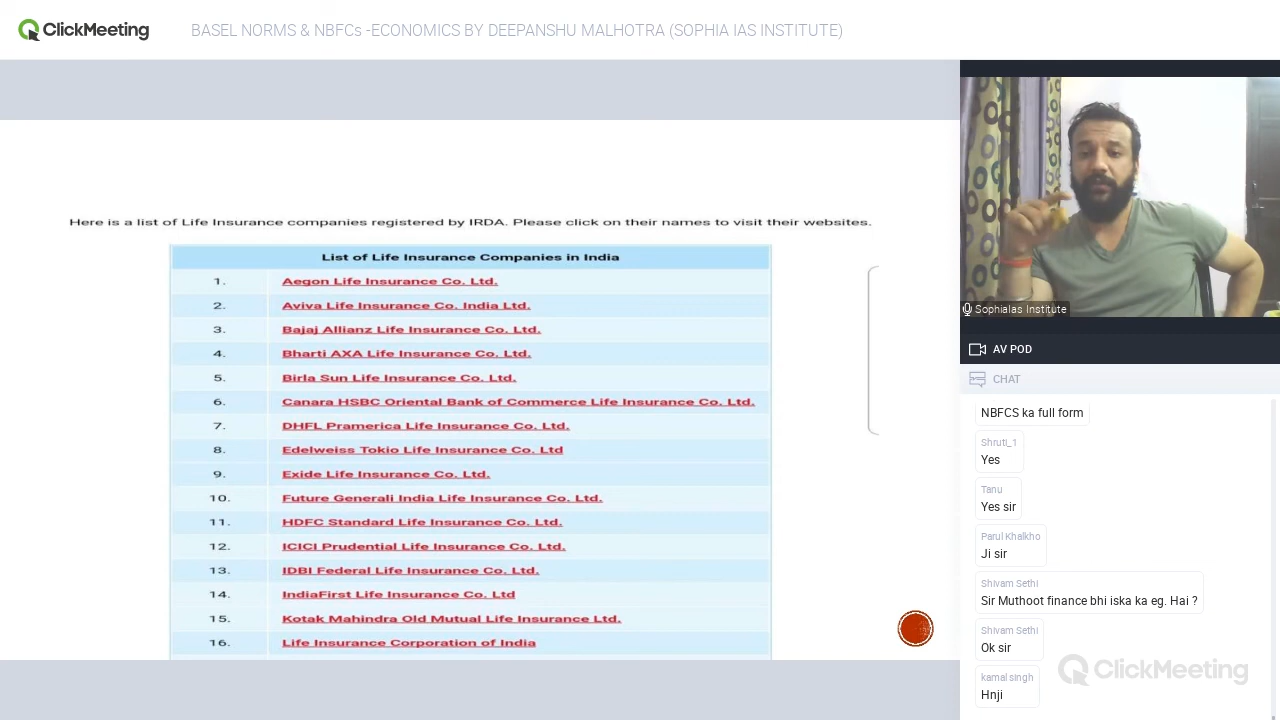 ClickMeeting
BASEL NORMS & NBFCs -ECONOMICS BY DEEPANSHU MALHOTRA (SOPHIA IAS INSTITUTE)
Here is a list of Life Insurance companies registered by IRDA. Please click on their names to visit their websites.
List of Life Insurance Companies in India
1. Aegon Life Insurance Co. Ltd.
2. Aviva Life Insurance Co. India Ltd.
3. Bajaj Allianz Life Insurance Co. Ltd.
4. Bharti AXA Life Insurance Co. Ltd.
5. Birla Sun Life Insurance Co. Ltd.
6. Canara HSBC Oriental Bank of Commerce Life Insurance Co. Ltd.
7. DHFL Pramerica Life Insurance Co. Ltd.
8. Edelweiss Tokio Life Insurance Co. Ltd
9. Exide Life Insurance Co. Ltd.
10. Future Generali India Life Insurance Co. Ltd.
11. HDFC Standard Life Insurance Co. Ltd.
12. ICICI Prudential Life Insurance Co. Ltd.
13. IDBI Federal Life Insurance Co. Ltd.
14. IndiaFirst Life Insurance Co. Ltd
15. Kotak Mahindra Old Mutual Life Insurance Ltd.
16. Life Insurance Corporation of India
SophiaIas Institute
AV POD
CHAT
NBFCS ka full form
Shruti_1
Yes
Tanu
Yes sir
Parul Khalkho
Ji sir
Shivam Sethi
Sir Muthoot finance bhi iska ka eg. Hai ?
Shivam Sethi
Ok sir
kamal singh
Hnji
ClickMeeting